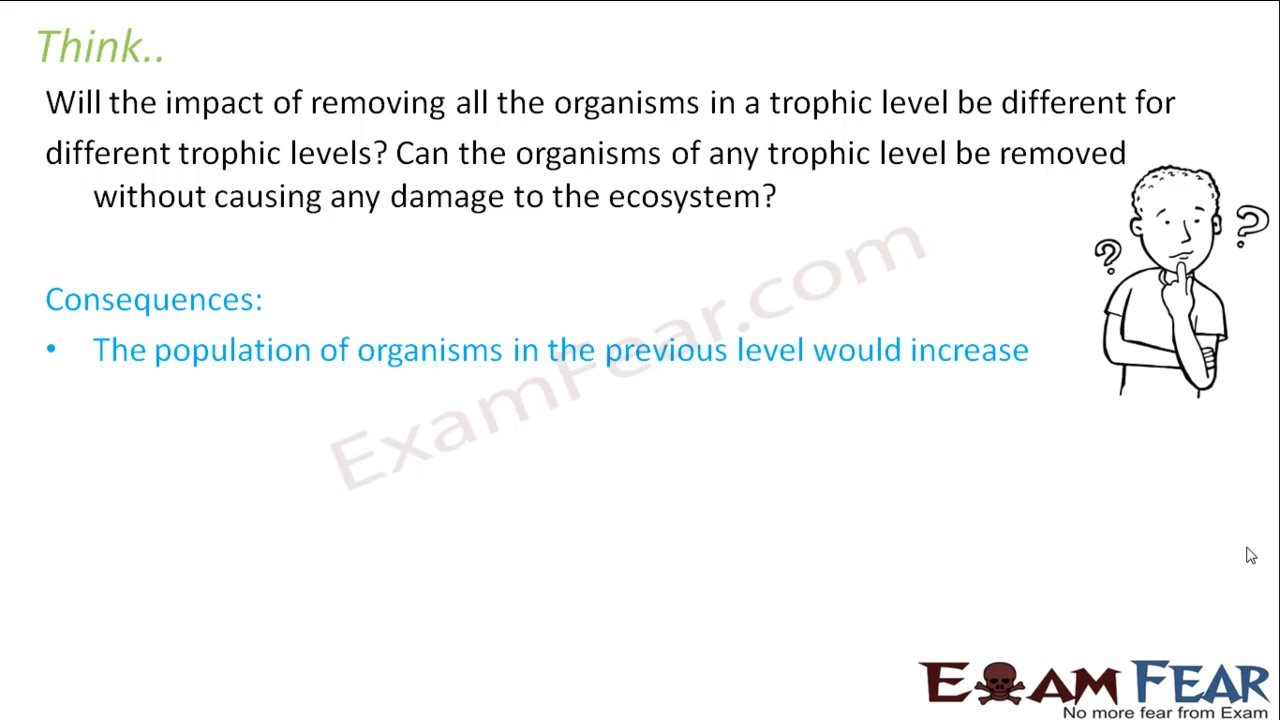 Think..
Will the impact of removing all the organisms in a trophic level be different for
different trophic levels? Can the organisms of any trophic level be removed
without causing any damage to the ecosystem?
?
?
Consequences:
• The population of organisms in the previous level would increase
ExamFear.com
EXAM FEAR
No more fear from Exam